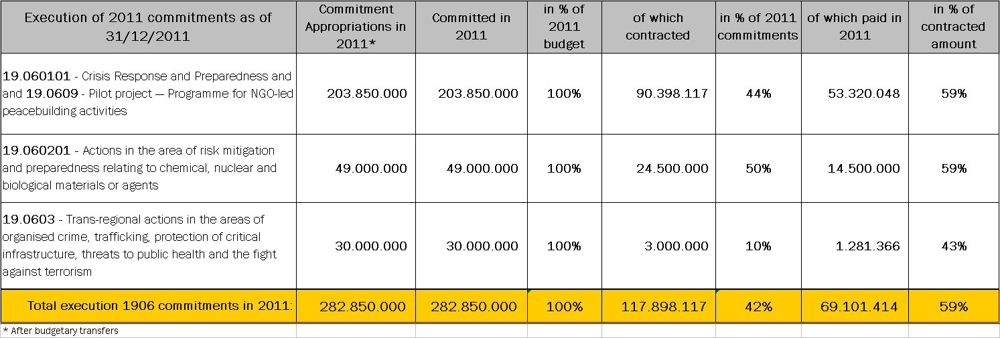 Execution of 2011 commitments as of
31/12/2011
Commitment
Appropriations in
2011*
Committed in
2011
in % of
2011
budget
of which
contracted
in % of 2011
commitments
of which paid in
2011
in % of
contracted
amount
19.060101 - Crisis Response and Preparedness and
and 19.0609 - Pilot project — Programme for NGO-led
peacebuilding activities
203.850.000
203.850.000
100%
90.398.117
44%
53.320.048
59%
19.060201 - Actions in the area of risk mitigation
and preparedness relating to chemical, nuclear and
biological materials or agents
49.000.000
49.000.000
100%
24.500.000
50%
14.500.000
59%
19.0603 - Trans-regional actions in the areas of
organised crime, trafficking, protection of critical
infrastructure, threats to public health and the fight
against terrorism
30.000.000
30.000.000
100%
3.000.000
10%
1.281.366
43%
Total execution 1906 commitments in 2011:
282.850.000
282.850.000
100%
117.898.117
42%
69.101.414
59%
* After budgetary transfers